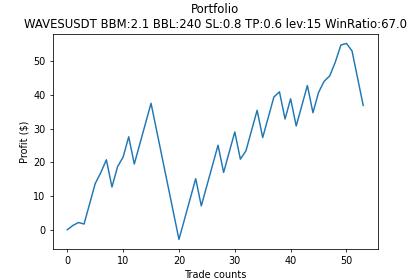 Portfolio
WAVESUSDT BBM:2.1 BBL:240 SL:0.8 TP:0.6 lev:15 WinRatio:67.0
Profit ($)
50
40
30
20
10
0
0 10 20 30 40 50
Trade counts